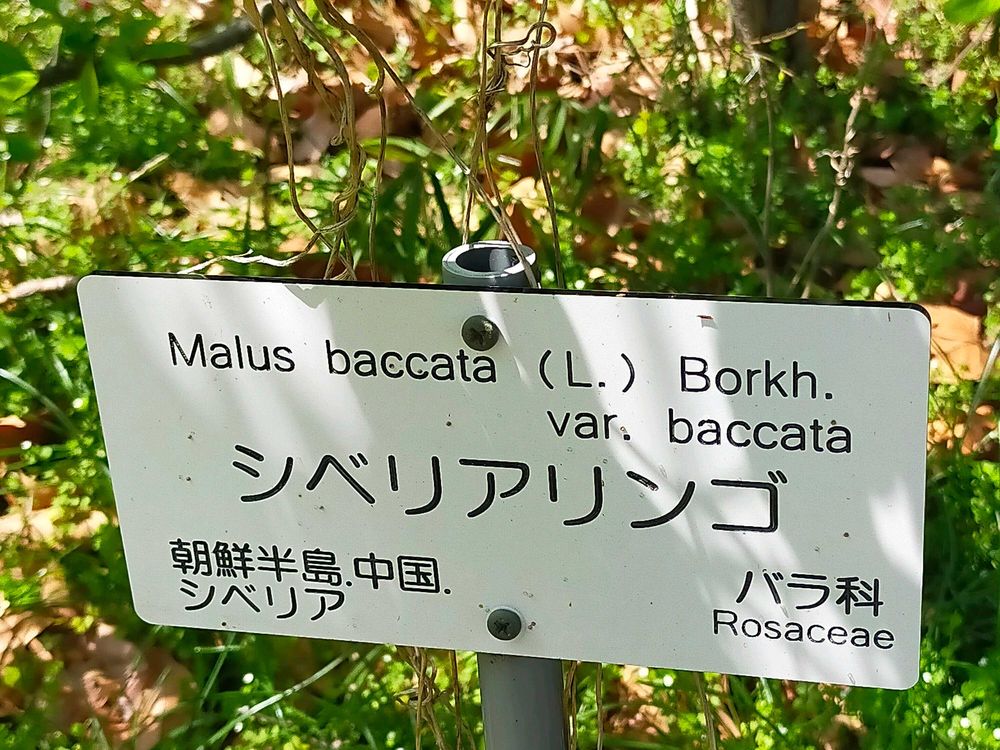 Malus baccata (L.) Borkh.
var. baccata
シベリアリンゴ
朝鮮半島.中国.
シベリア
バラ科
Rosaceae